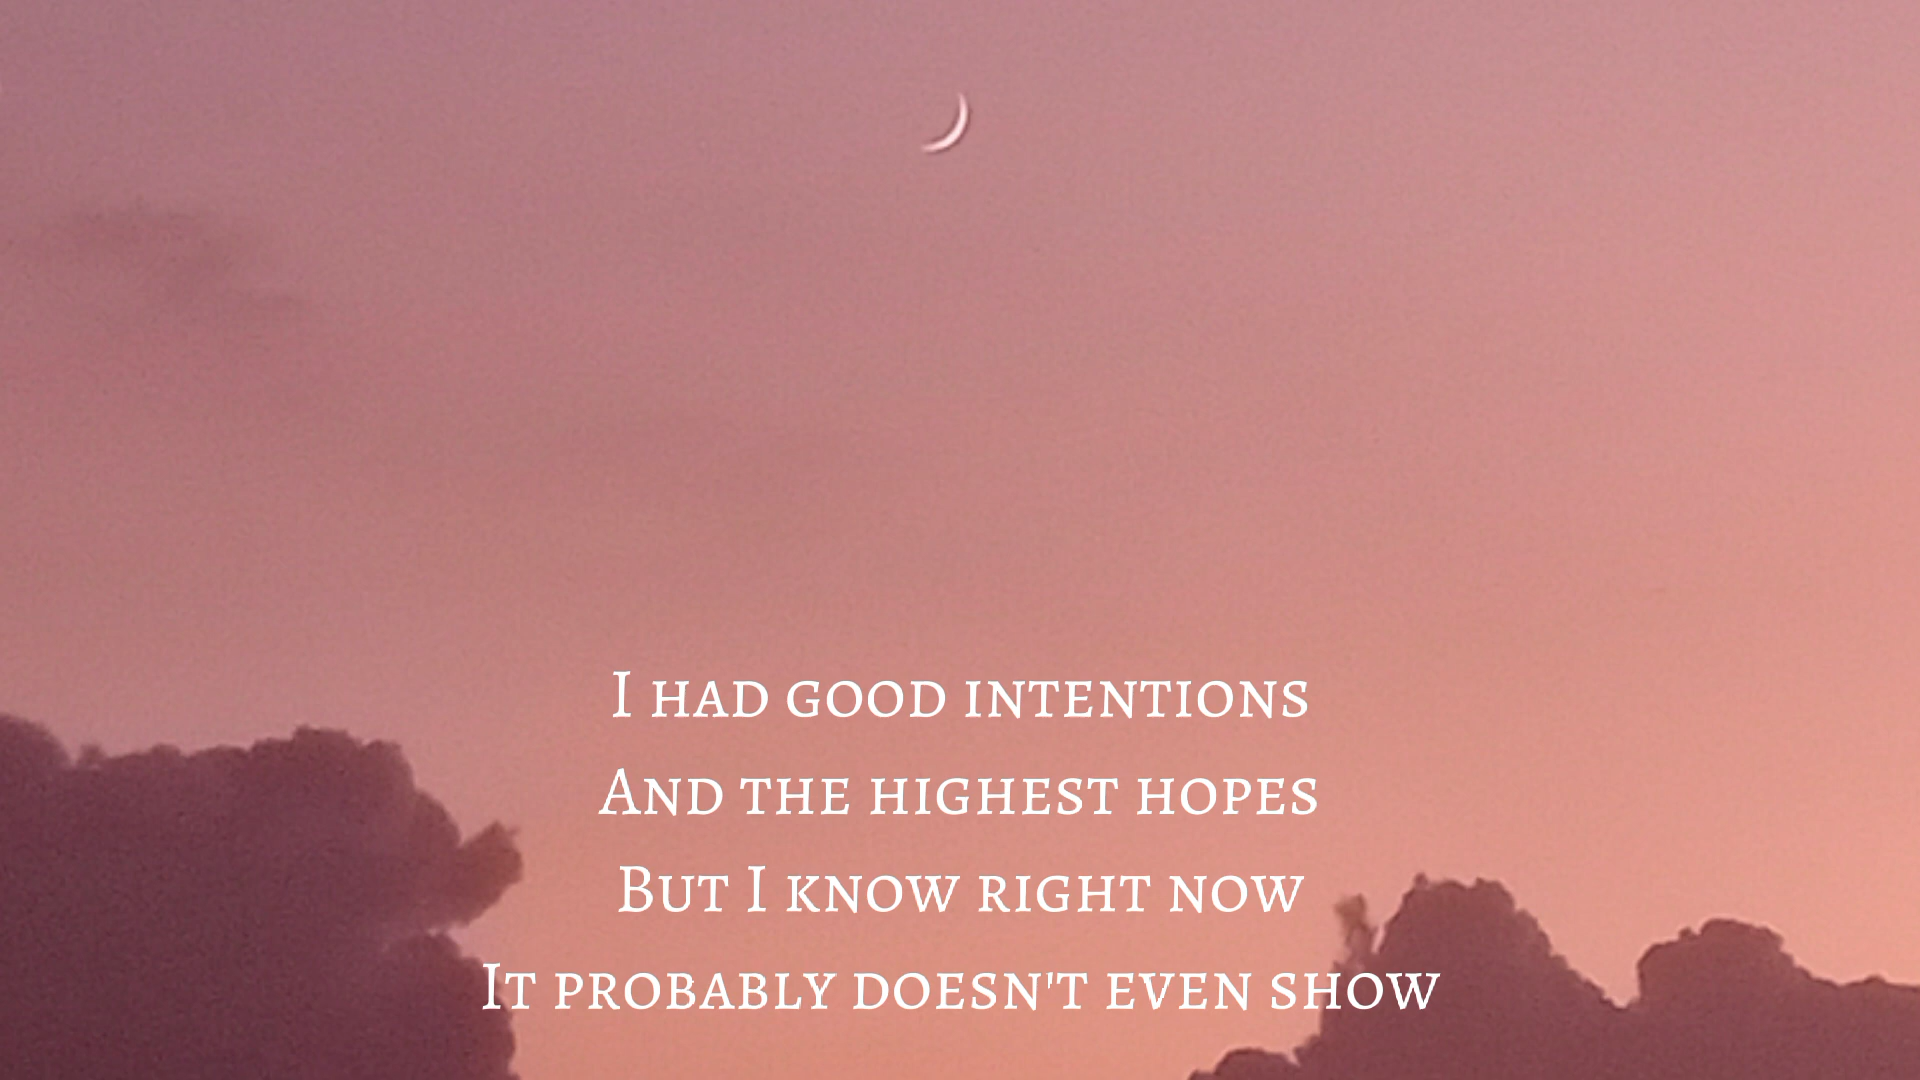 I had good intentions
And the highest hopes
But I know right now
It probably doesn't even show